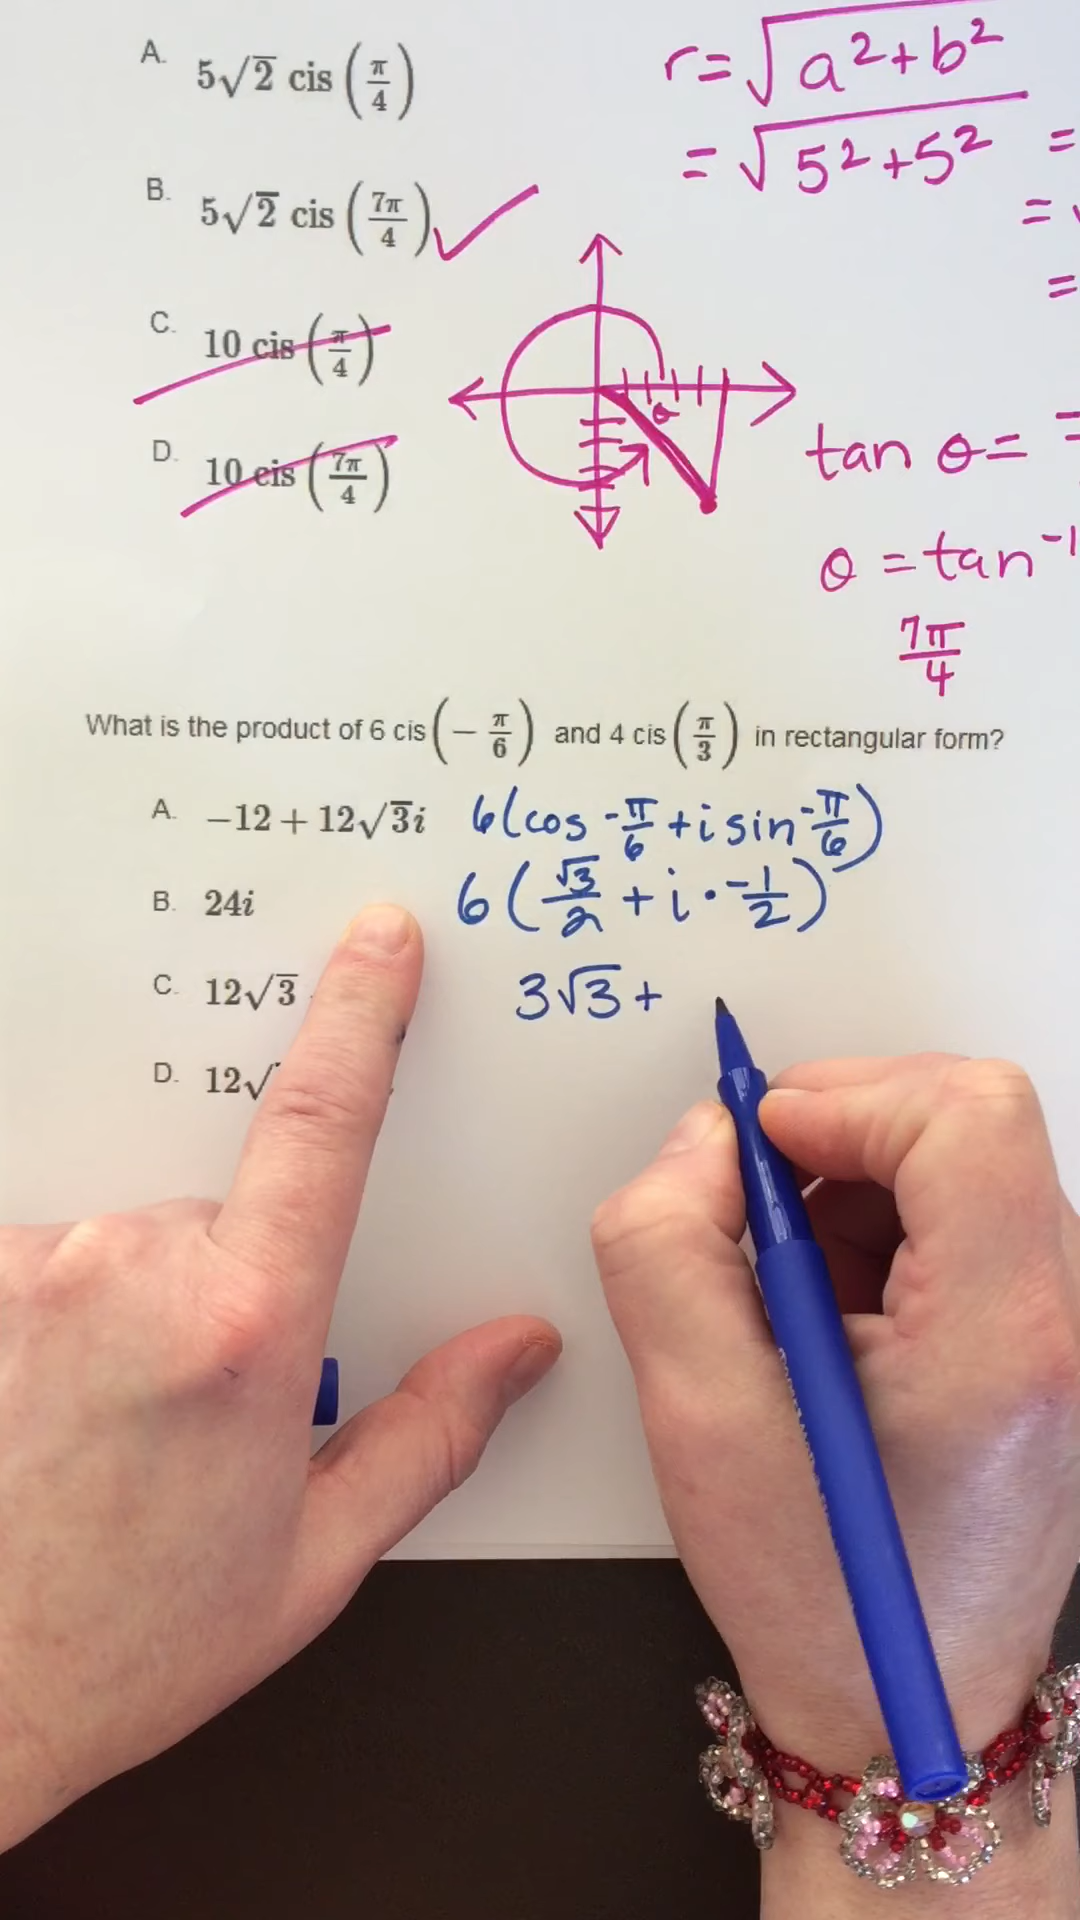 A. 5√2 cis (π/4)
r = √(a² + b²)
= √(5² + 5²) =
= √
=
B. 5√2 cis (7π/4) ✓
C. 10 cis (π/4)
D. 10 cis (7π/4)
θ
tan θ =
θ = tan⁻¹
7π/4
What is the product of 6 cis (−π/6) and 4 cis (π/3) in rectangular form?
A. −12 + 12√3i
6(cos -π/6 + i sin -π/6)
B. 24i
6(√3/2 + i · -1/2)
C. 12√3
3√3 +
D. 12√